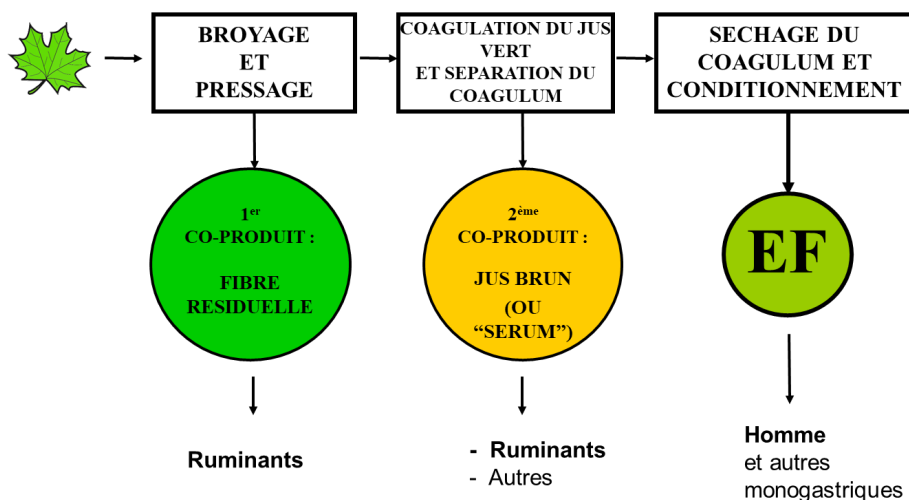 BROYAGE
ET
PRESSAGE
COAGULATION DU JUS
VERT
ET SEPARATION DU
COAGULUM
SECHAGE DU
COAGULUM ET
CONDITIONNEMENT
1er
CO-PRODUIT :
FIBRE
RESIDUELLE
2ème
CO-PRODUIT :
JUS BRUN
(OU
“SERUM”)
EF
Ruminants
- Ruminants
- Autres
Homme
et autres
monogastriques